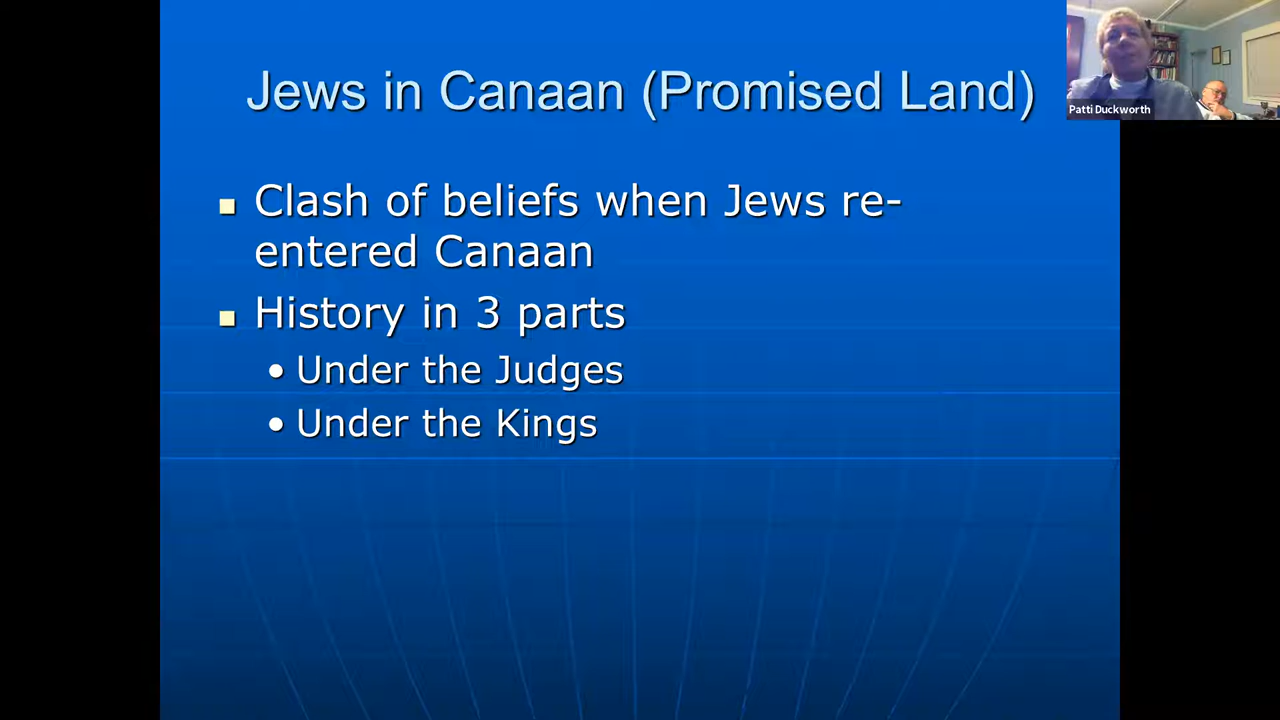 Jews in Canaan (Promised Land)
Patti Duckworth
Clash of beliefs when Jews re-
entered Canaan
History in 3 parts
Under the Judges
Under the Kings